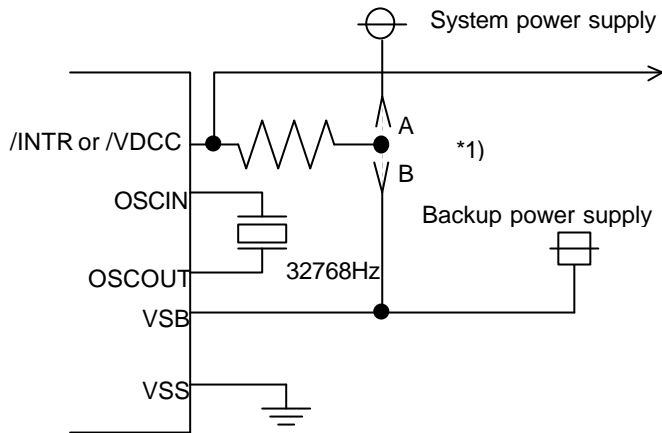 System power supply
A
/INTR or /VDCC
*1)
B
OSCIN
Backup power supply
OSCOUT
32768Hz
VSB
VSS